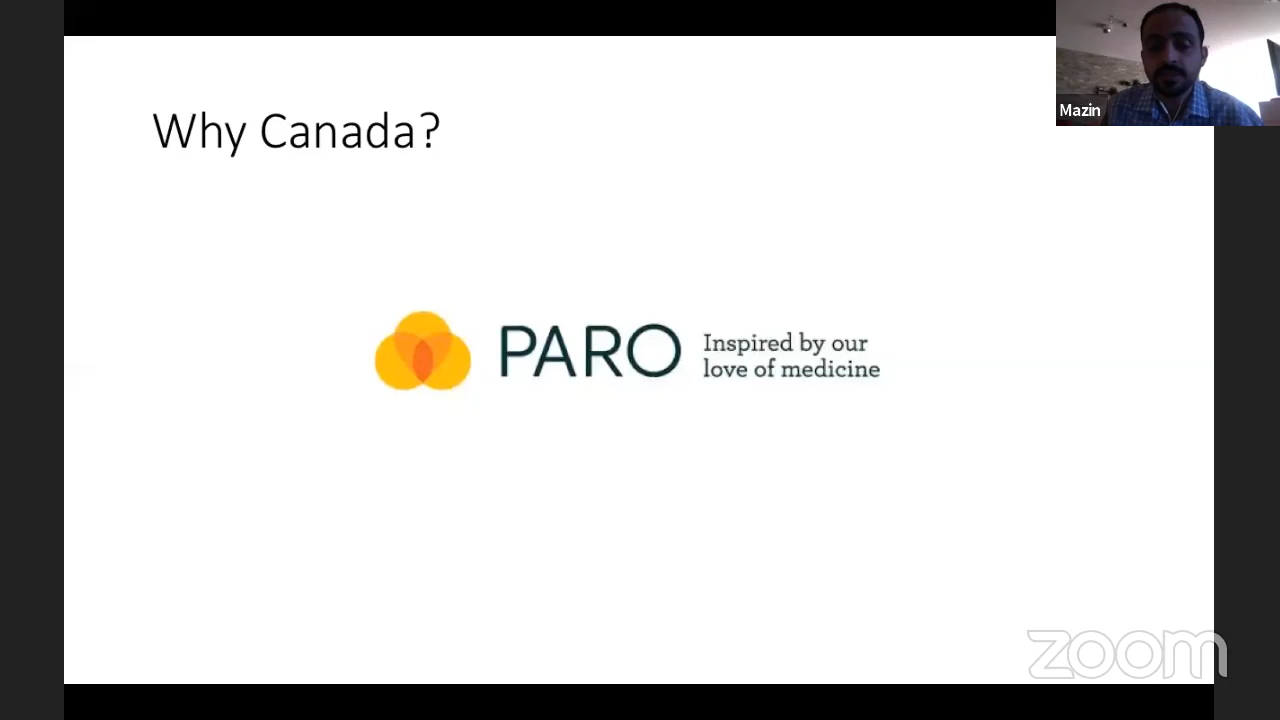 Mazin
Why Canada?
PARO
Inspired by our
love of medicine
zoom